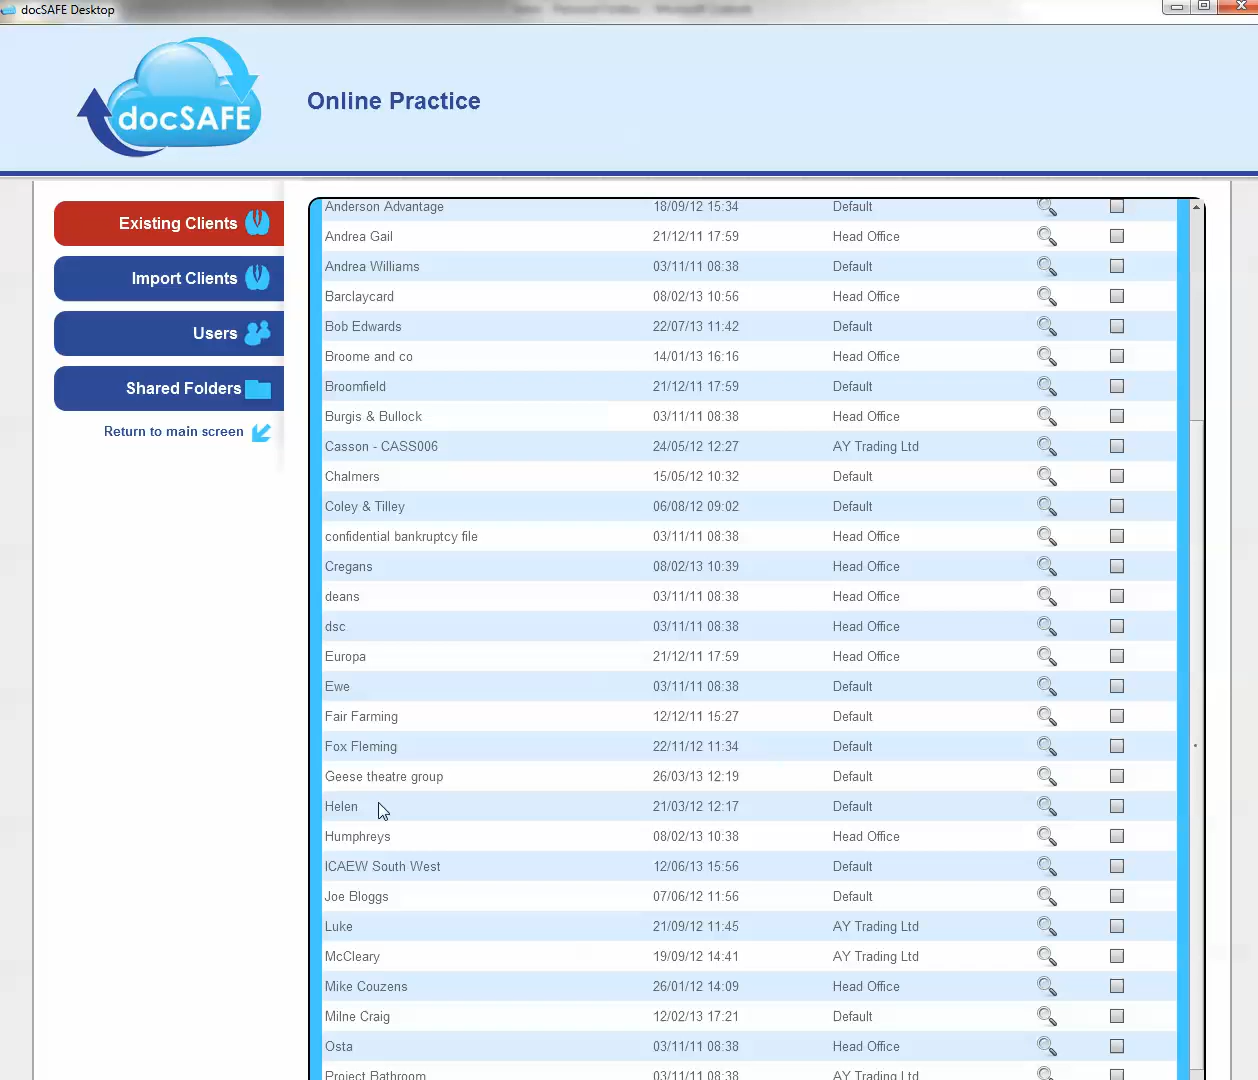 docSAFE Desktop
docSAFE
Online Practice
Existing Clients
Import Clients
Users
Shared Folders
Return to main screen
Anderson Advantage 18/09/12 15:34 Default
Andrea Gail 21/12/11 17:59 Head Office
Andrea Williams 03/11/11 08:38 Default
Barclaycard 08/02/13 10:56 Head Office
Bob Edwards 22/07/13 11:42 Default
Broome and co 14/01/13 16:16 Head Office
Broomfield 21/12/11 17:59 Default
Burgis & Bullock 03/11/11 08:38 Head Office
Casson - CASS006 24/05/12 12:27 AY Trading Ltd
Chalmers 15/05/12 10:32 Default
Coley & Tilley 06/08/12 09:02 Default
confidential bankruptcy file 03/11/11 08:38 Head Office
Cregans 08/02/13 10:39 Head Office
deans 03/11/11 08:38 Head Office
dsc 03/11/11 08:38 Head Office
Europa 21/12/11 17:59 Head Office
Ewe 03/11/11 08:38 Default
Fair Farming 12/12/11 15:27 Default
Fox Fleming 22/11/12 11:34 Default
Geese theatre group 26/03/13 12:19 Default
Helen 21/03/12 12:17 Default
Humphreys 08/02/13 10:38 Head Office
ICAEW South West 12/06/13 15:56 Default
Joe Bloggs 07/06/12 11:56 Default
Luke 21/09/12 11:45 AY Trading Ltd
McCleary 19/09/12 14:41 AY Trading Ltd
Mike Couzens 26/01/12 14:09 Head Office
Milne Craig 12/02/13 17:21 Default
Osta 03/11/11 08:38 Head Office
Project Bathroom 03/11/11 08:38 AY Trading Ltd